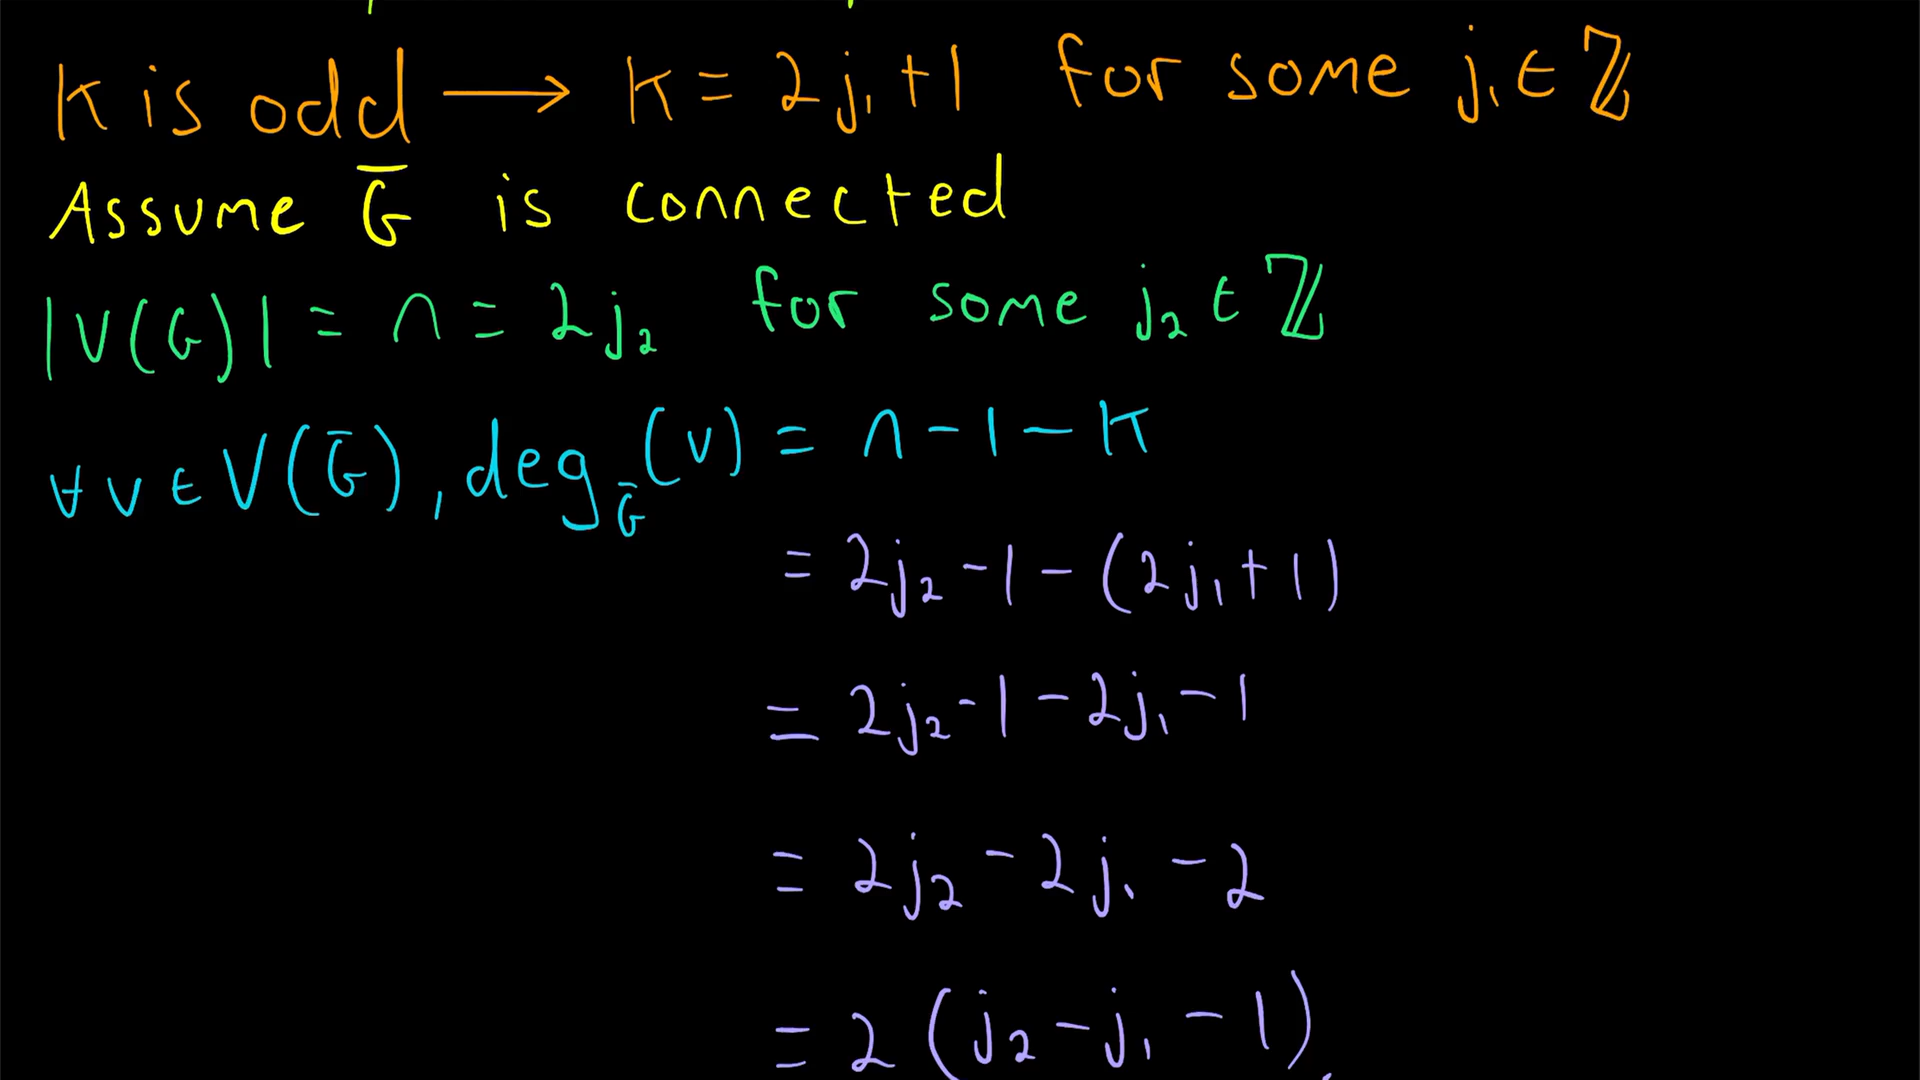 K is odd → K = 2j₁+1 for some j₁ ∈ ℤ
Assume G̅ is connected
|V(G)| = n = 2j₂ for some j₂ ∈ ℤ
∀v ∈ V(G̅), deg_G̅(v) = n - 1 - K
= 2j₂ - 1 - (2j₁+1)
= 2j₂ - 1 - 2j₁ - 1
= 2j₂ - 2j₁ - 2
= 2(j₂ - j₁ - 1)